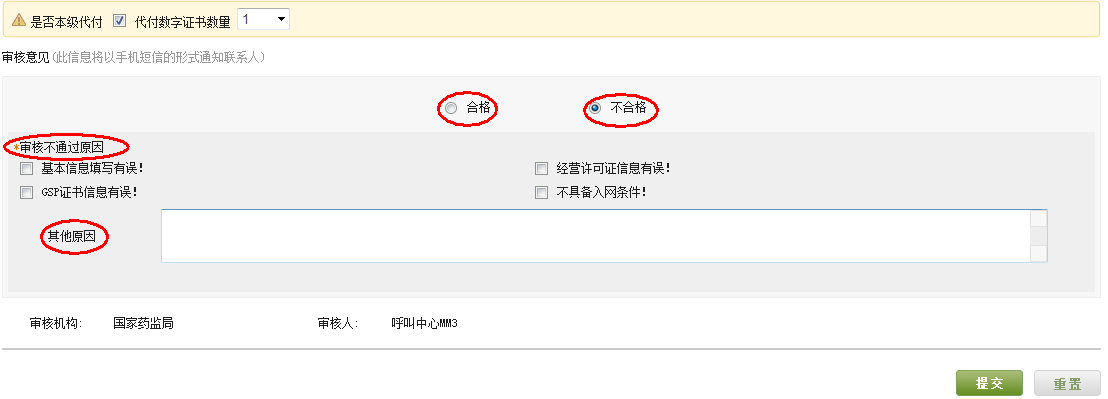 是否本级代付 代付数字证书数量 1
审核意见(此信息将以手机短信的形式通知联系人)
合格 不合格
*审核不通过原因
基本信息填写有误! 经营许可证信息有误!
GSP证书信息有误! 不具备入网条件!
其他原因
审核机构: 国家药监局 审核人: 呼叫中心MM3
提交 重置